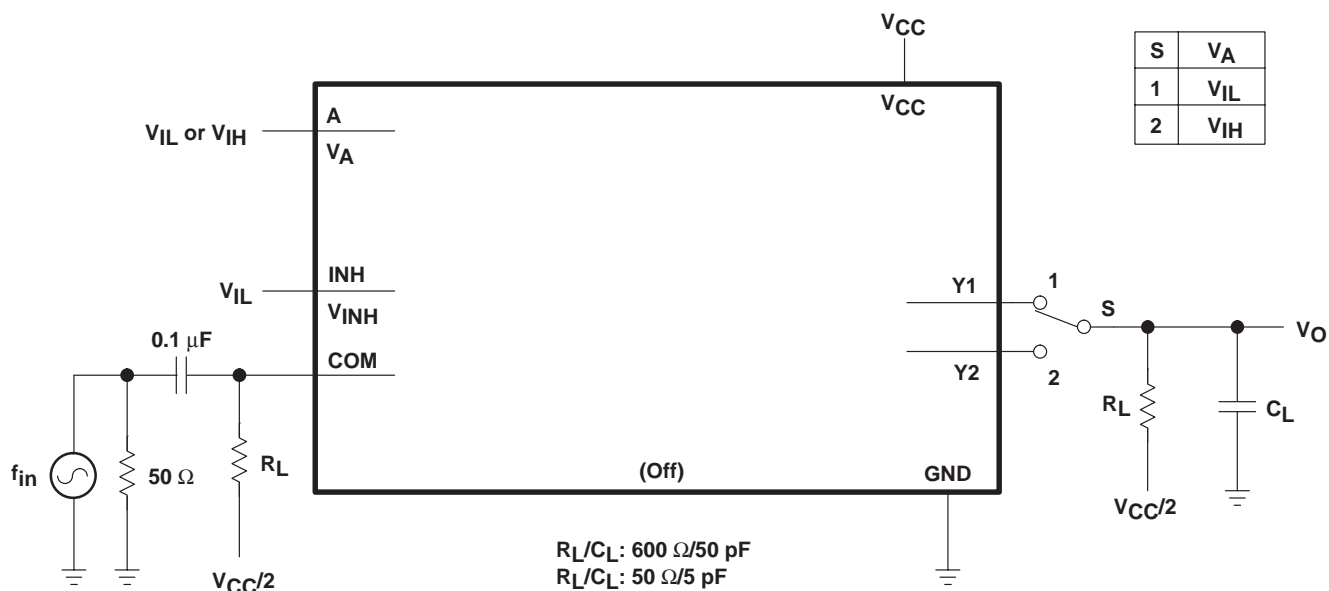 VCC
S VA
1 VIL
2 VIH
VCC
A
VIL or VIH
VA
INH
VIL
VINH
Y1
1
S
VO
0.1 μF
COM
Y2
2
RL
CL
fin
50 Ω
RL
(Off)
GND
VCC/2
VCC/2
RL/CL: 600 Ω/50 pF
RL/CL: 50 Ω/5 pF